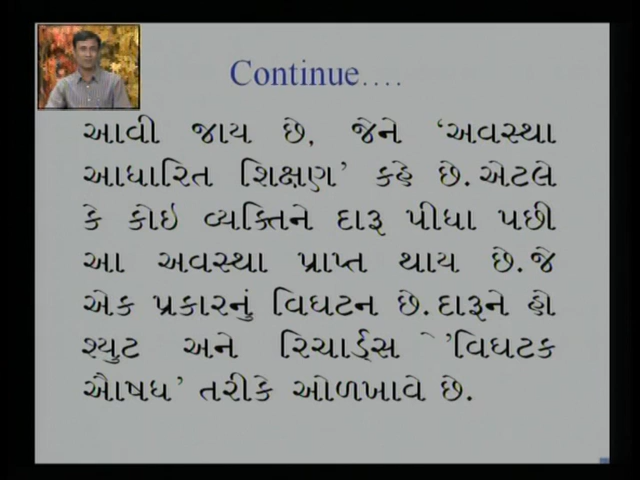 Continue....
આવી જાય છે, જેને ‘અવસ્થા
આધારિત શિક્ષણ’ કહે છે. એટલે
કે કોઇ વ્યક્તિને દારૂ પીધા પછી
આ અવસ્થા પ્રાપ્ત થાય છે. જે
એક પ્રકારનું વિઘટન છે. દારૂને હો
શ્યુટ અને રિચાર્ડ્સ ે ’વિઘટક
ઔષધ’ તરીકે ઓળખાવે છે.